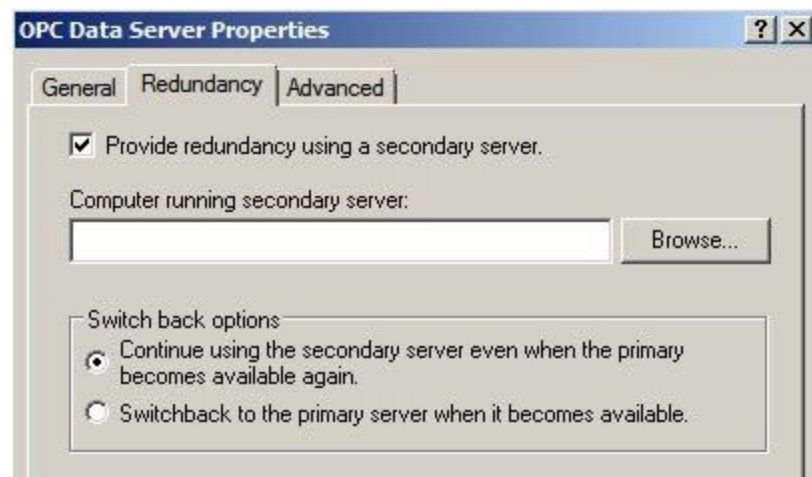 OPC Data Server Properties
General Redundancy Advanced
Provide redundancy using a secondary server.
Computer running secondary server:
Browse...
Switch back options
Continue using the secondary server even when the primary
becomes available again.
Switchback to the primary server when it becomes available.